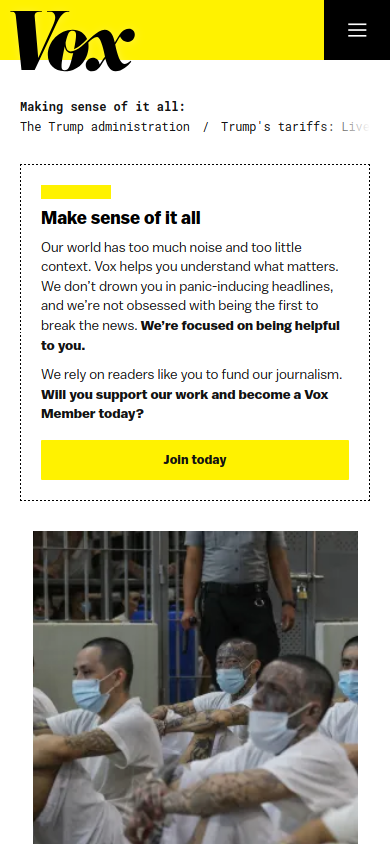 Vox
Making sense of it all:
The Trump administration / Trump's tariffs: Live
Make sense of it all
Our world has too much noise and too little
context. Vox helps you understand what matters.
We don't drown you in panic-inducing headlines,
and we're not obsessed with being the first to
break the news. We're focused on being helpful
to you.
We rely on readers like you to fund our journalism.
Will you support our work and become a Vox
Member today?
Join today